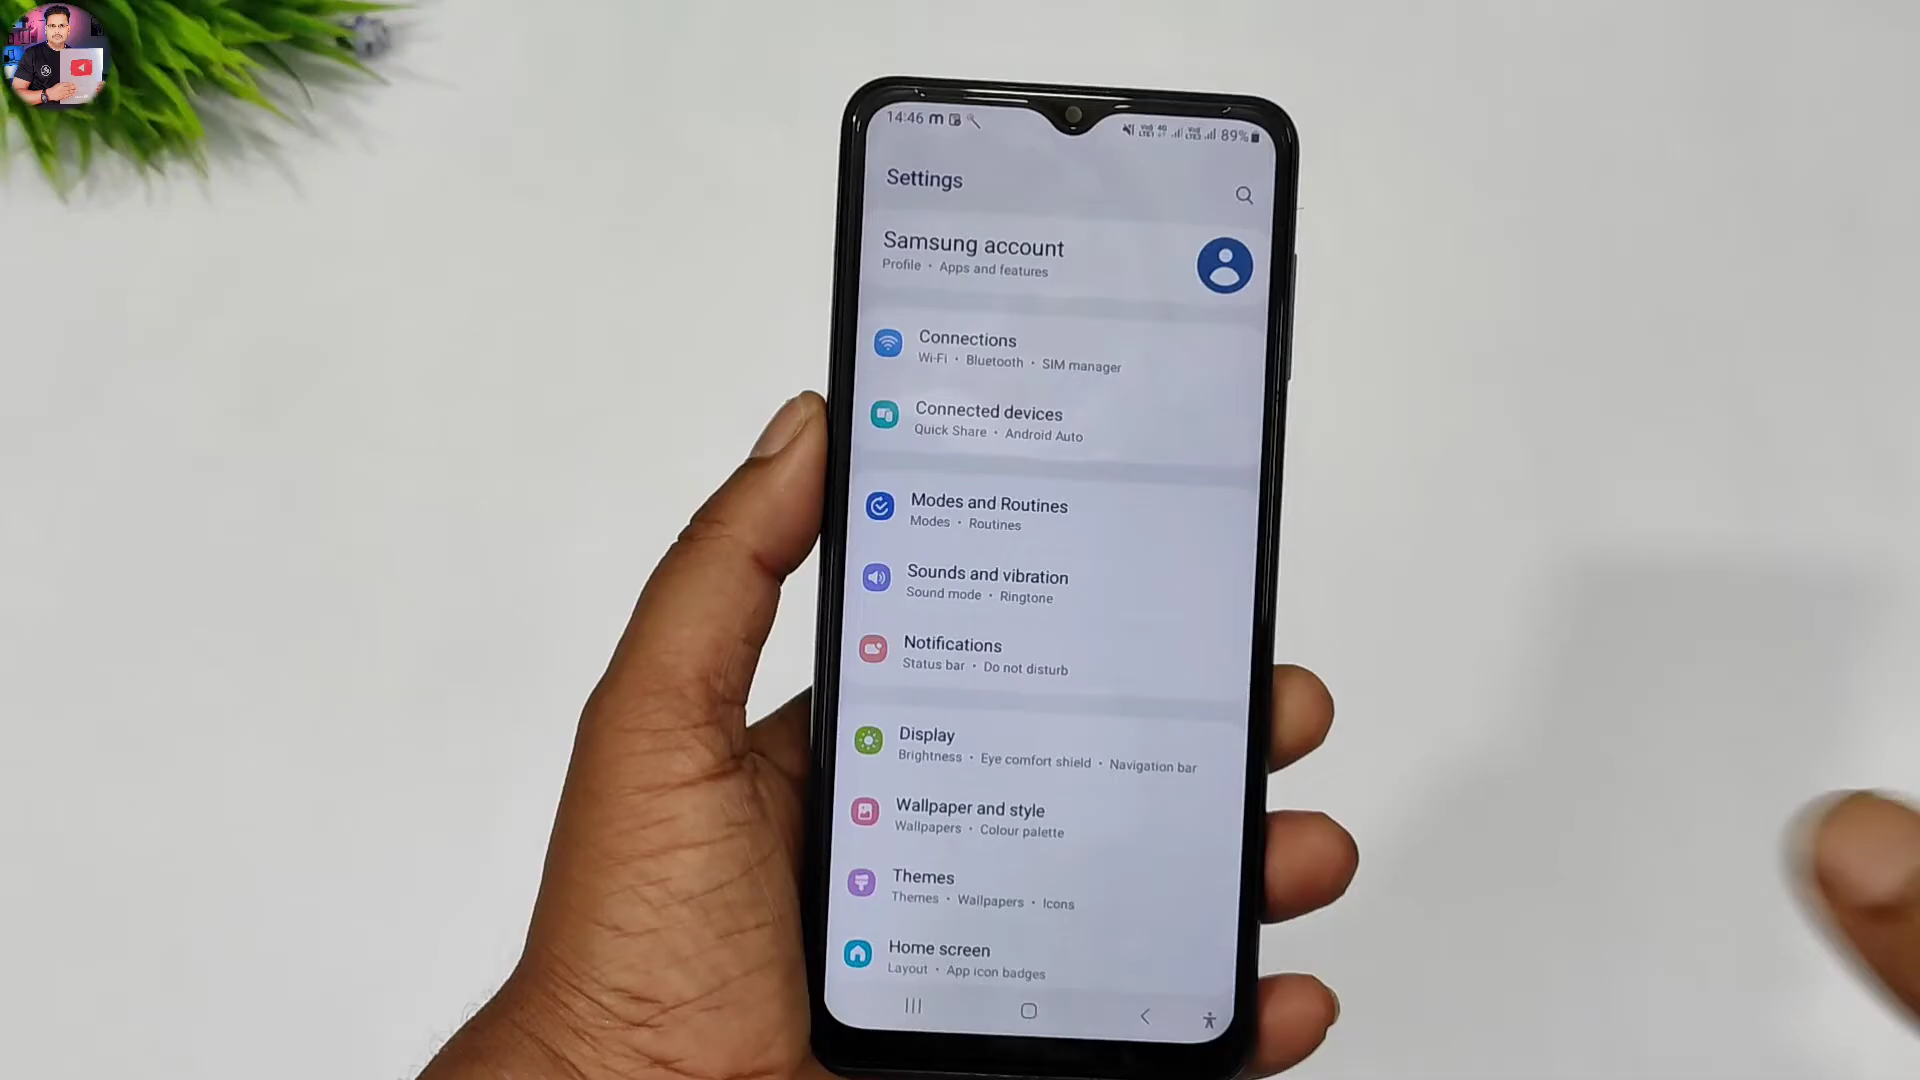 14:46 m
89%
Settings
Samsung account
Profile • Apps and features
Connections
Wi-Fi • Bluetooth • SIM manager
Connected devices
Quick Share • Android Auto
Modes and Routines
Modes • Routines
Sounds and vibration
Sound mode • Ringtone
Notifications
Status bar • Do not disturb
Display
Brightness • Eye comfort shield • Navigation bar
Wallpaper and style
Wallpapers • Colour palette
Themes
Themes • Wallpapers • Icons
Home screen
Layout • App icon badges